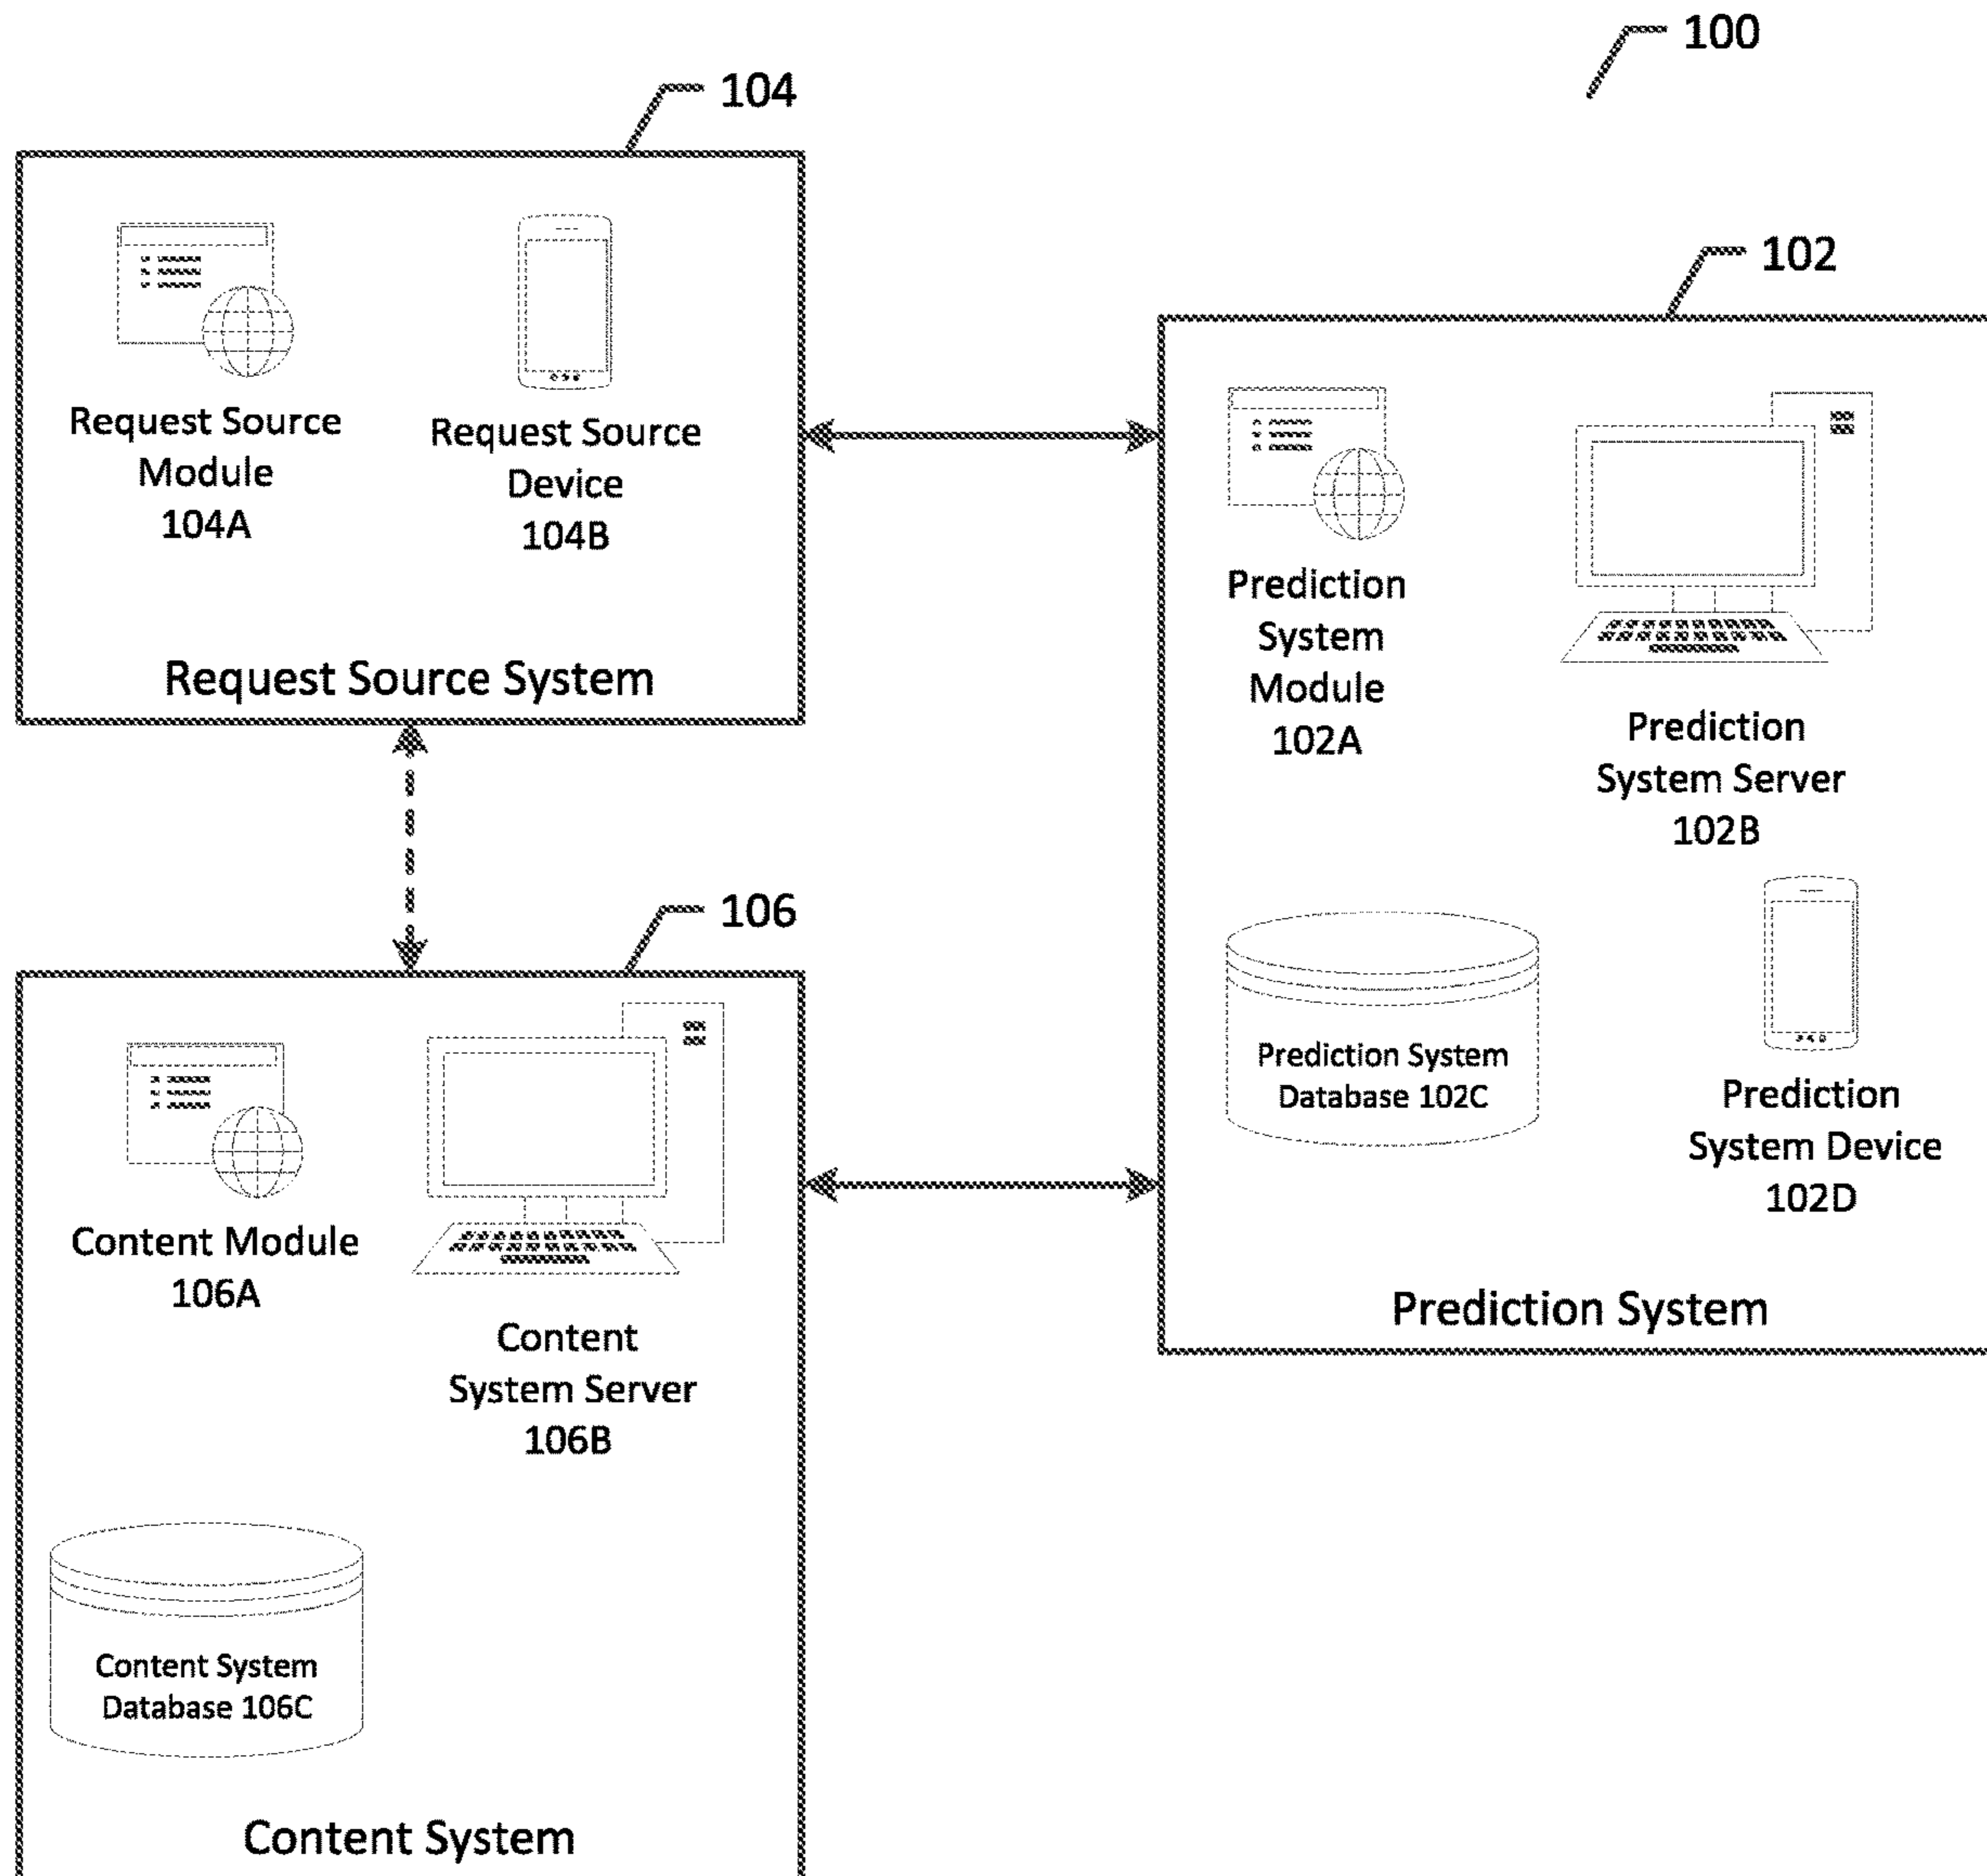 100
104
Request Source
Module
104A
Request Source
Device
104B
Request Source System
102
Prediction
System
Module
102A
Prediction
System Server
102B
Prediction System
Database 102C
Prediction
System Device
102D
Prediction System
106
Content Module
106A
Content
System Server
106B
Content System
Database 106C
Content System